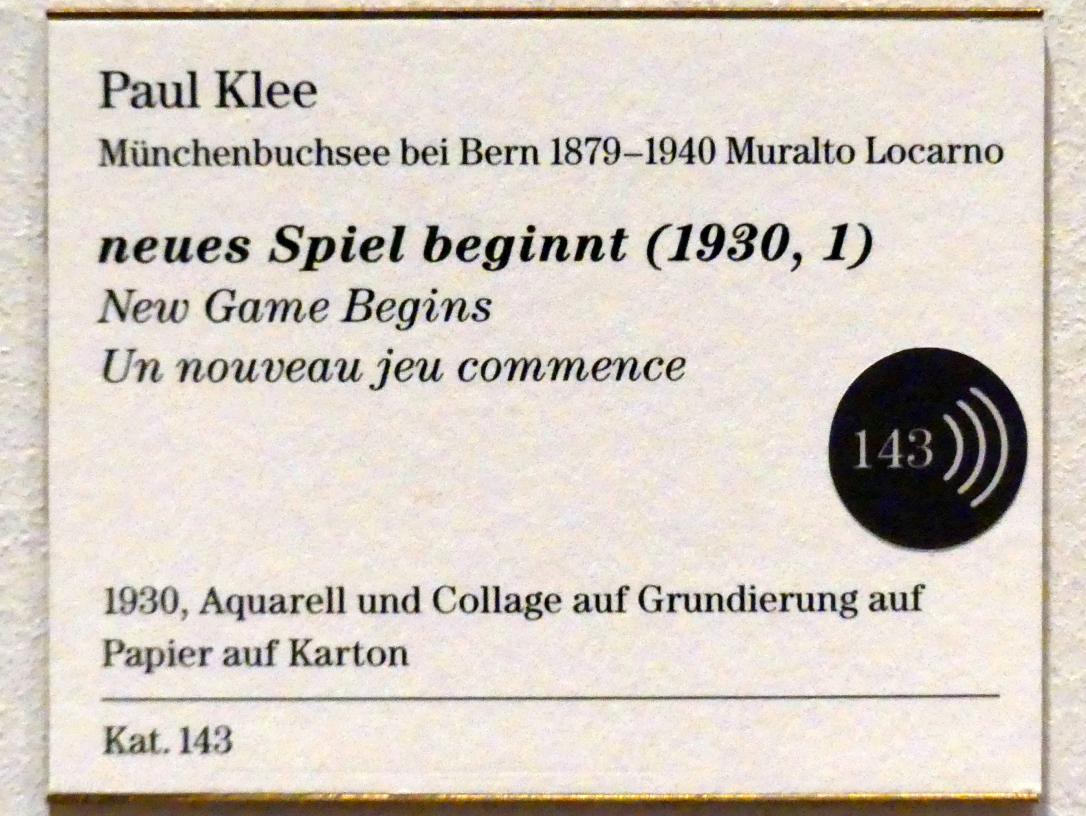 Paul Klee
Münchenbuchsee bei Bern 1879–1940 Muralto Locarno
neues Spiel beginnt (1930, 1)
New Game Begins
Un nouveau jeu commence
143
1930, Aquarell und Collage auf Grundierung auf
Papier auf Karton
Kat. 143